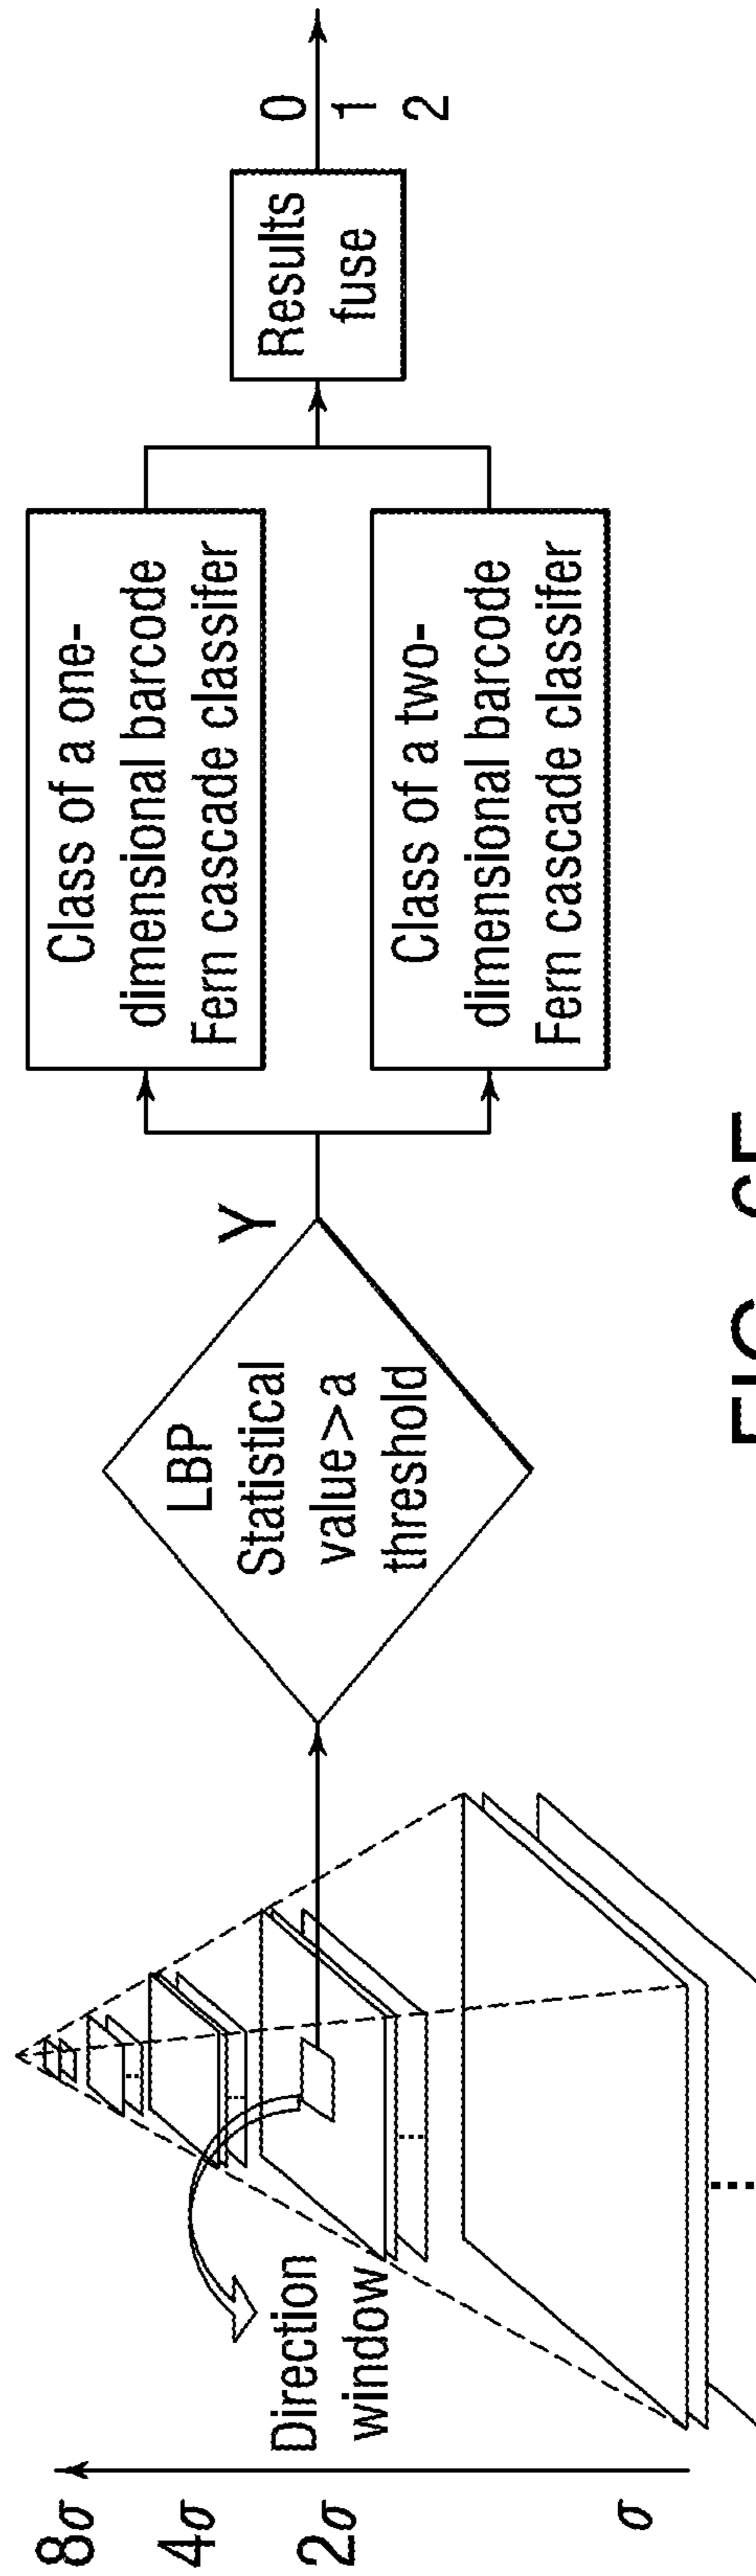 8σ
4σ
2σ
σ
Direction
window
LBP
Statistical
value>a
threshold
Y
Class of a one-
dimensional barcode
Fern cascade classifer
Class of a two-
dimensional barcode
Fern cascade classifer
Results
fuse
0
1
2